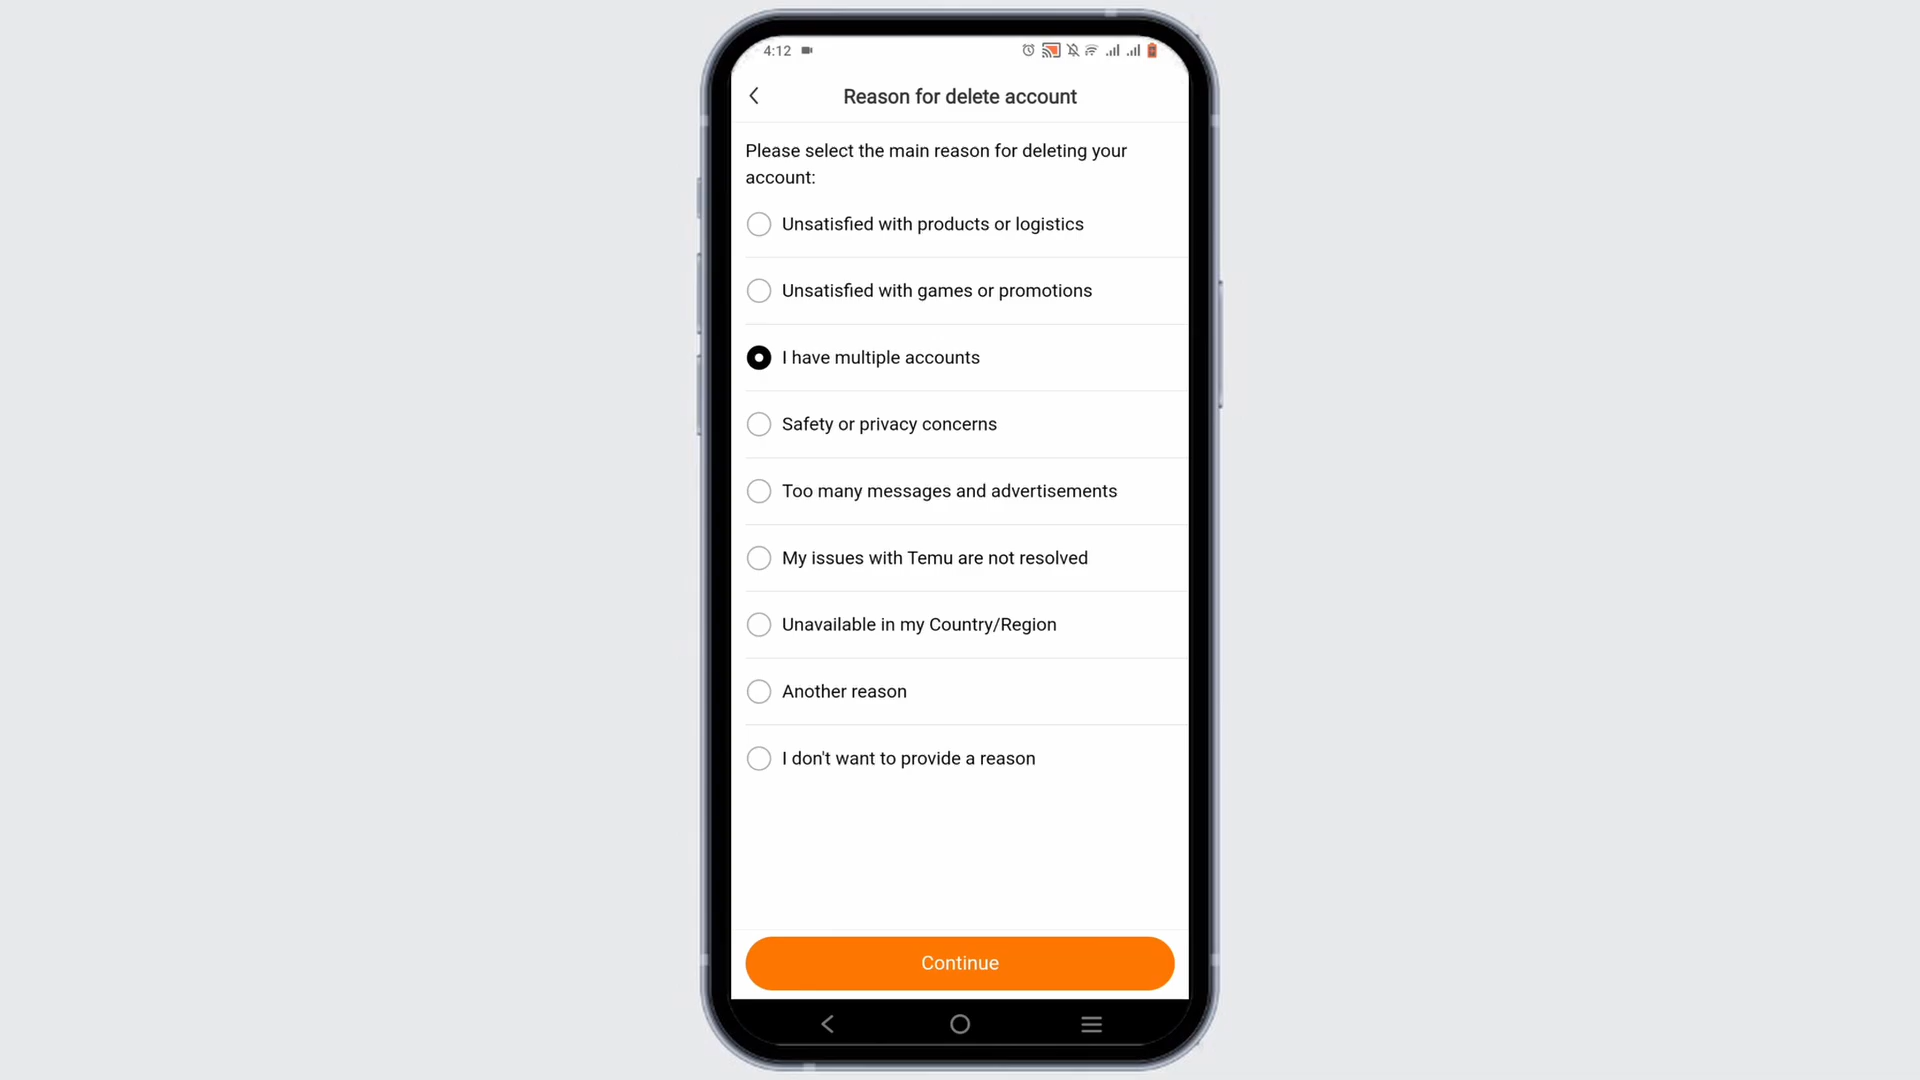 4:12
Reason for delete account
Please select the main reason for deleting your
account:
Unsatisfied with products or logistics
Unsatisfied with games or promotions
I have multiple accounts
Safety or privacy concerns
Too many messages and advertisements
My issues with Temu are not resolved
Unavailable in my Country/Region
Another reason
I don't want to provide a reason
Continue